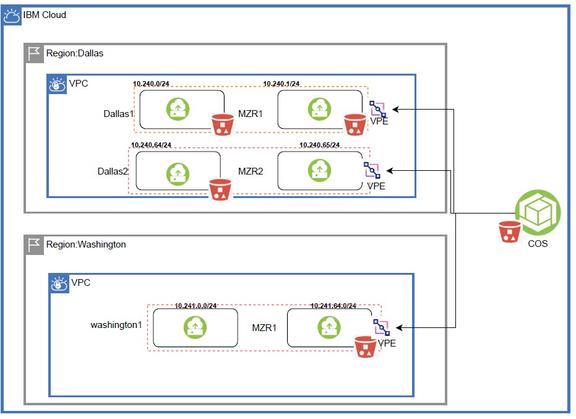 IBM Cloud
Region:Dallas
VPC
10.240.0/24
10.240.1/24
Dallas1
MZR1
VPE
10.240.64/24
10.240.65/24
Dallas2
MZR2
VPE
COS
Region:Washington
VPC
10.241.0.0/24
10.241.64.0/24
washington1
MZR1
VPE